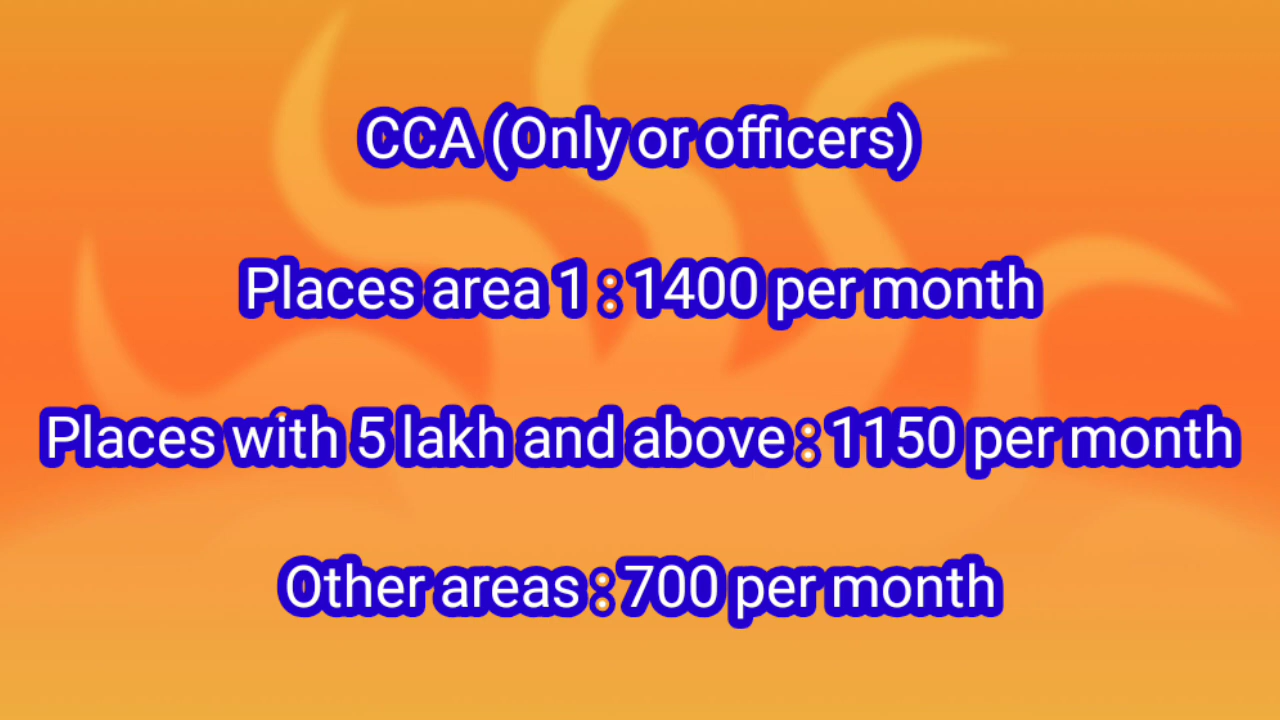 CCA (Only or officers)
Places area 1 : 1400 per month
Places with 5 lakh and above : 1150 per month
Other areas : 700 per month